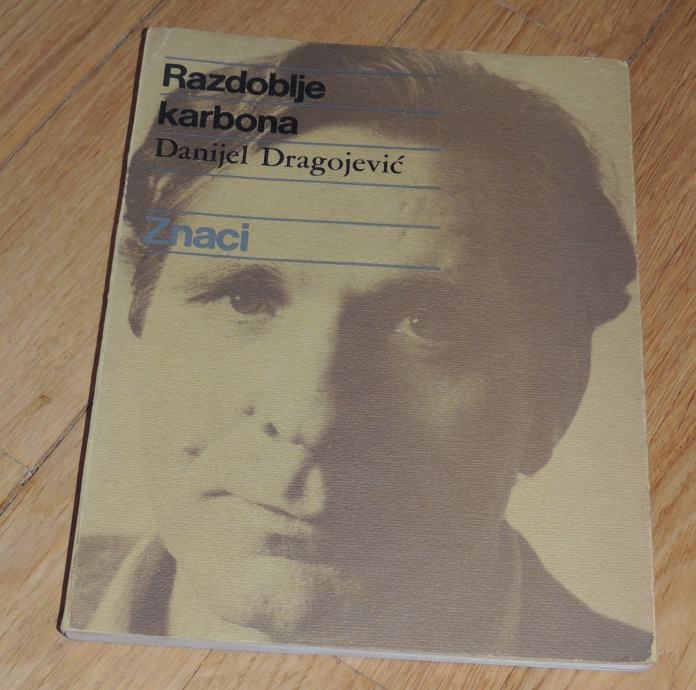 Razdoblje
karbona
Danijel Dragojević
Znaci